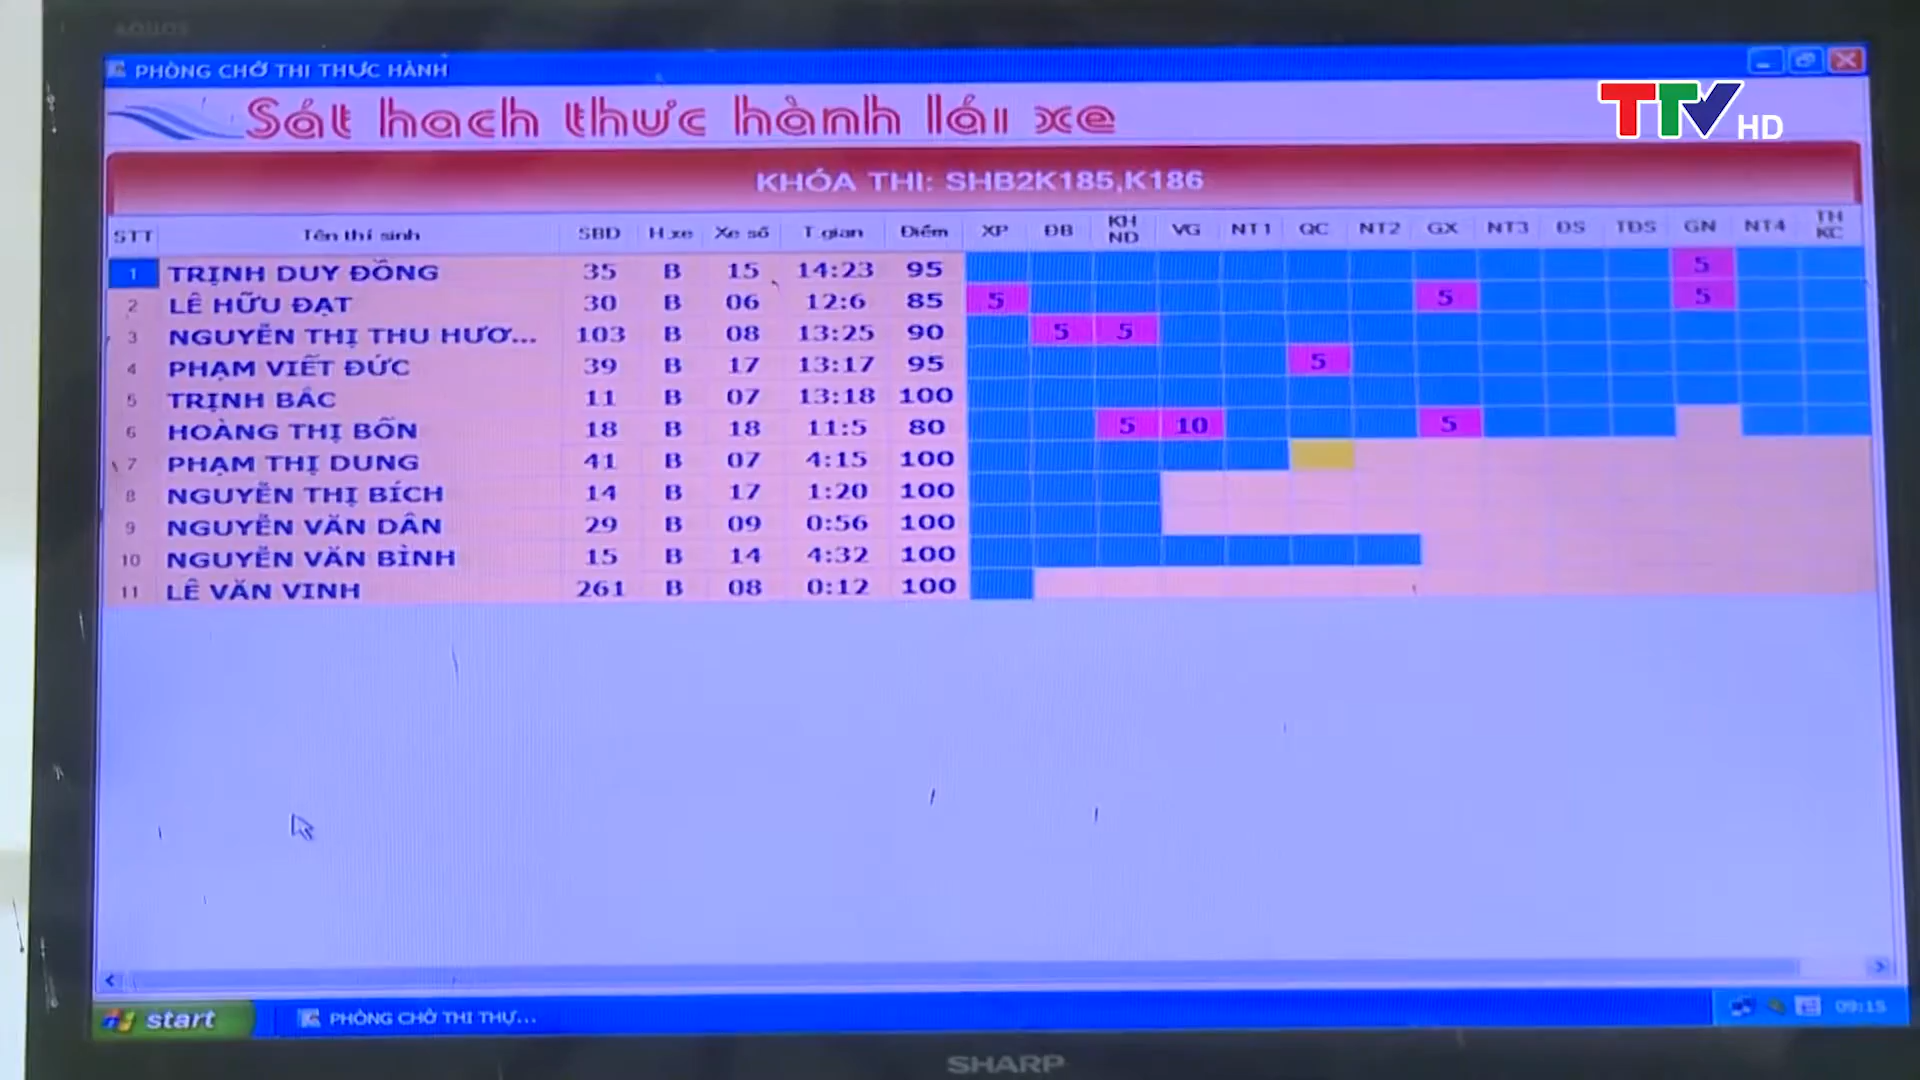 AQUOS
PHÒNG CHỜ THI THỰC HÀNH
Sát hạch thực hành lái xe
TTV HD
KHÓA THI: SHB2K185,K186
STT Tên thí sinh SBD H.xe Xe số T.gian Điểm XP ĐB KH ND VG NT1 QC NT2 GX NT3 ĐS TĐS GN NT4 TH KC
1 TRỊNH DUY ĐỒNG 35 B 15 14:23 95 5
2 LÊ HỮU ĐẠT 30 B 06 12:6 85 5 5 5
3 NGUYỄN THỊ THU HƯƠ... 103 B 08 13:25 90 5 5
4 PHẠM VIẾT ĐỨC 39 B 17 13:17 95 5
5 TRỊNH BẮC 11 B 07 13:18 100
6 HOÀNG THỊ BỐN 18 B 18 11:5 80 5 10 5
7 PHẠM THỊ DUNG 41 B 07 4:15 100
8 NGUYỄN THỊ BÍCH 14 B 17 1:20 100
9 NGUYỄN VĂN DÂN 29 B 09 0:56 100
10 NGUYỄN VĂN BÌNH 15 B 14 4:32 100
11 LÊ VĂN VINH 261 B 08 0:12 100
start PHÒNG CHỜ THI THỰ... 09:15
SHARP